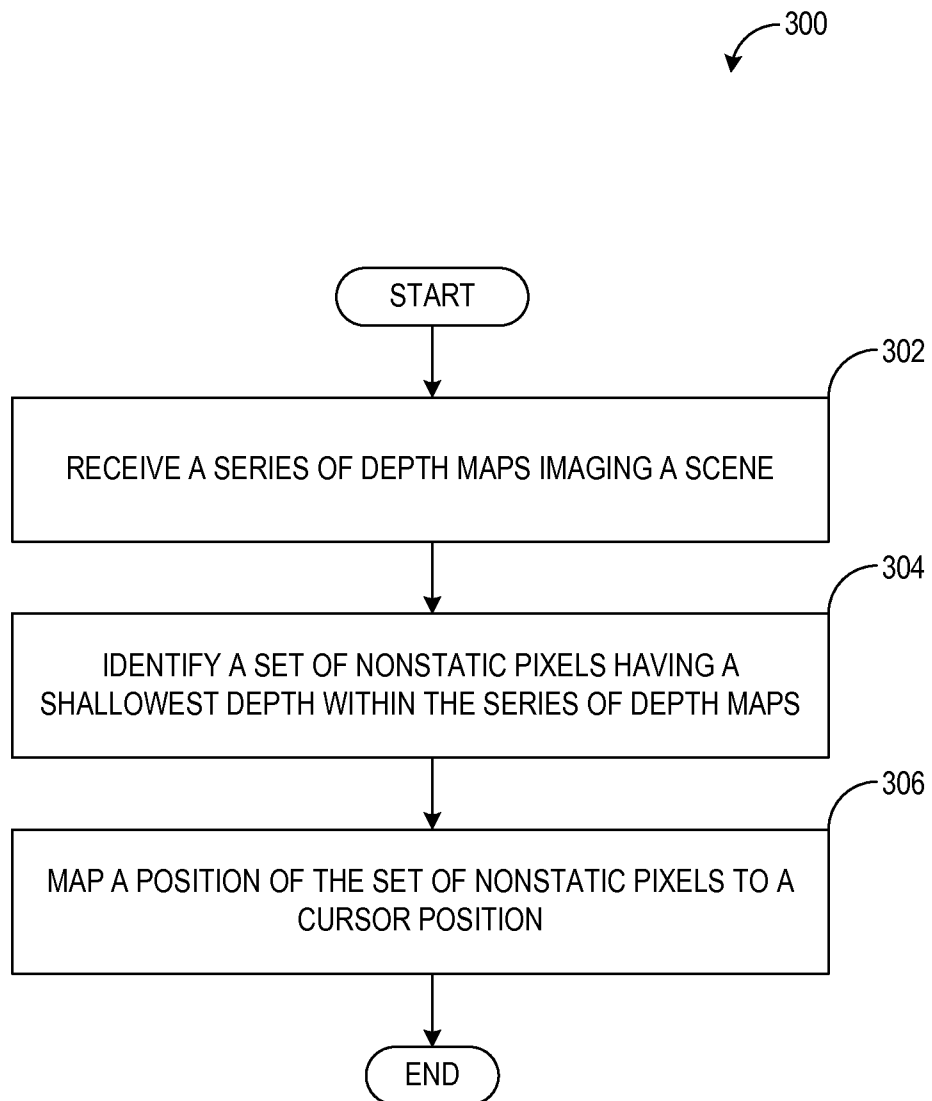 300
START
302
RECEIVE A SERIES OF DEPTH MAPS IMAGING A SCENE
304
IDENTIFY A SET OF NONSTATIC PIXELS HAVING A
SHALLOWEST DEPTH WITHIN THE SERIES OF DEPTH MAPS
306
MAP A POSITION OF THE SET OF NONSTATIC PIXELS TO A
CURSOR POSITION
END